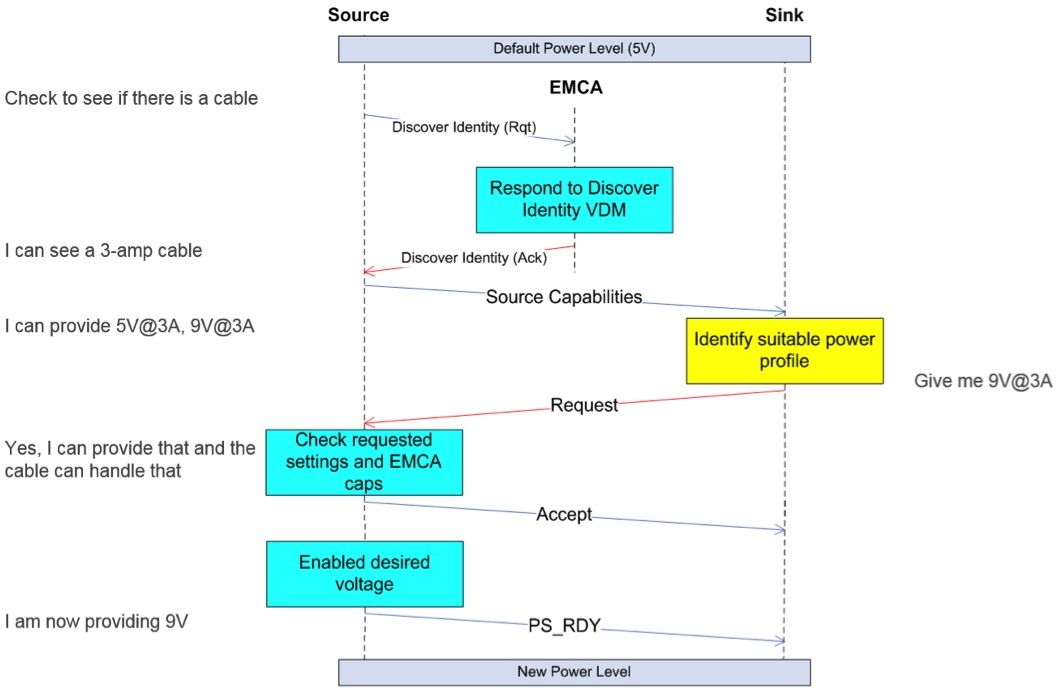 Source
Sink
Default Power Level (5V)
EMCA
Check to see if there is a cable
Discover Identity (Rqt)
Respond to Discover
Identity VDM
I can see a 3-amp cable
Discover Identity (Ack)
Source Capabilities
I can provide 5V@3A, 9V@3A
Identify suitable power
profile
Give me 9V@3A
Request
Yes, I can provide that and the
cable can handle that
Check requested
settings and EMCA
caps
Accept
Enabled desired
voltage
I am now providing 9V
PS_RDY
New Power Level